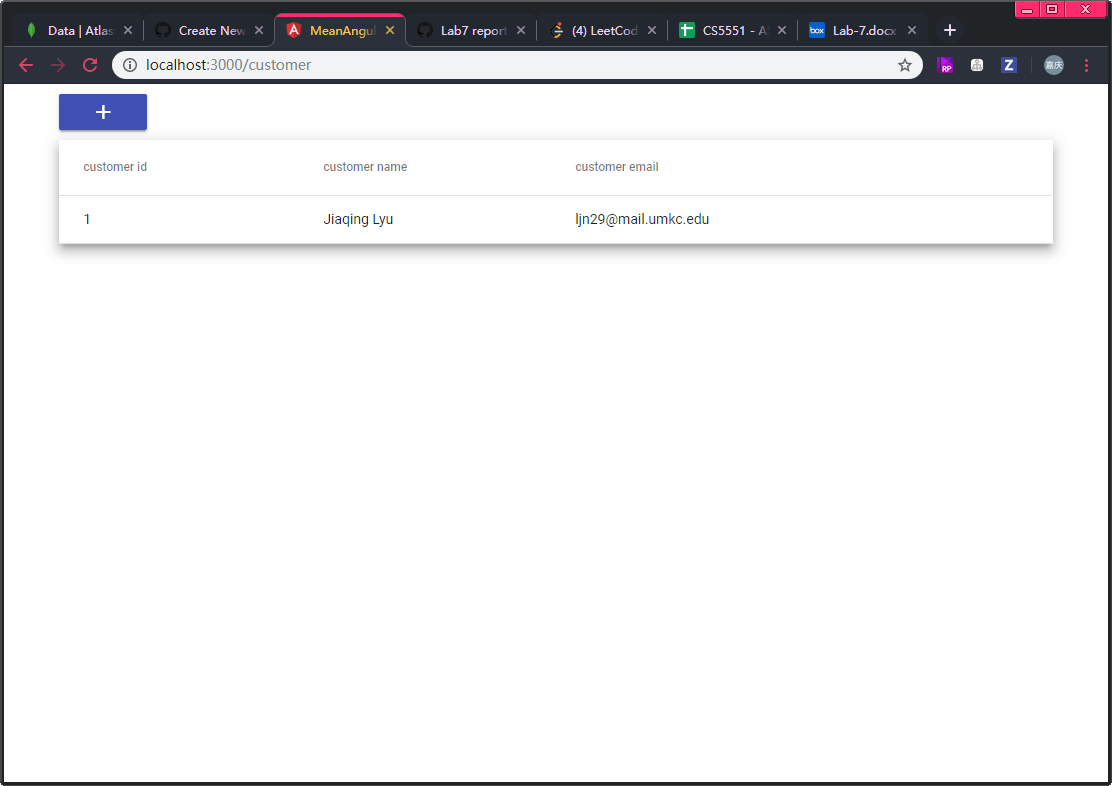 Data | Atlas
Create New
MeanAngul
Lab7 report
(4) LeetCod
CS5551 - A
Lab-7.docx
localhost:3000/customer
RP
Z
嘉庆
customer id customer name customer email
1 Jiaqing Lyu ljn29@mail.umkc.edu